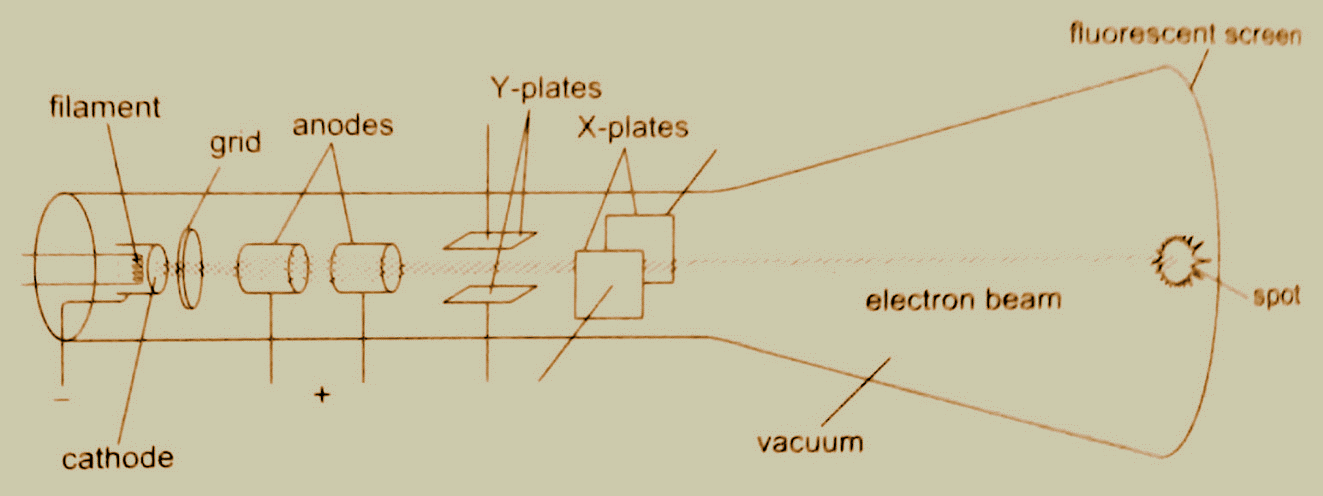 fluorescent screen
Y-plates
filament
X-plates
anodes
grid
electron beam
spot
−
+
vacuum
cathode